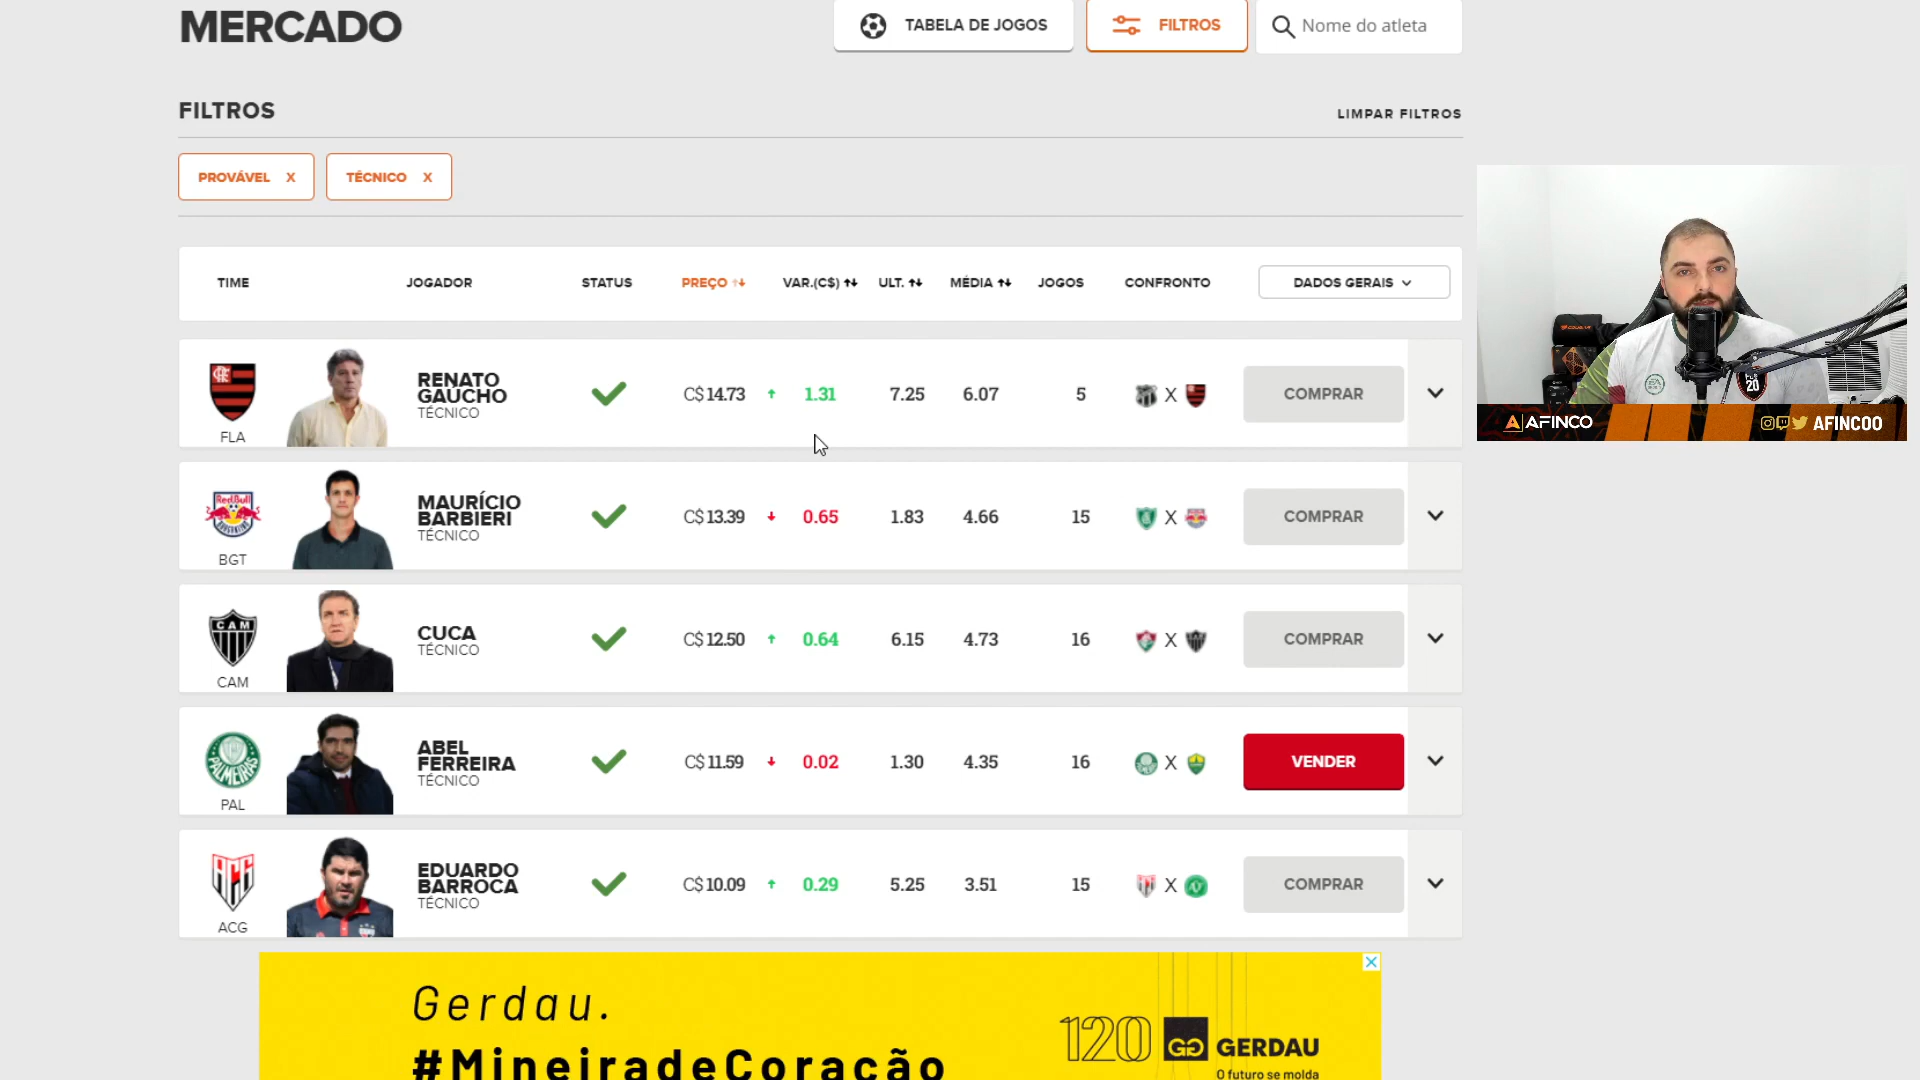 MERCADO
TABELA DE JOGOS
FILTROS
Nome do atleta
FILTROS
LIMPAR FILTROS
PROVÁVEL X
TÉCNICO X
TIME JOGADOR STATUS PREÇO VAR.(C$) ULT. MÉDIA JOGOS CONFRONTO DADOS GERAIS
FLA
RENATO
GAUCHO
TÉCNICO
C$ 14.73 1.31 7.25 6.07 5 X COMPRAR
RedBull
BGT
MAURÍCIO
BARBIERI
TÉCNICO
C$ 13.39 0.65 1.83 4.66 15 X COMPRAR
CAM
CAM
CUCA
TÉCNICO
C$ 12.50 0.64 6.15 4.73 16 X COMPRAR
PALMEIRAS
PAL
ABEL
FERREIRA
TÉCNICO
C$ 11.59 0.02 1.30 4.35 16 X VENDER
ACG
ACG
EDUARDO
BARROCA
TÉCNICO
C$ 10.09 0.29 5.25 3.51 15 X COMPRAR
AFINCO
AFINCOO
Gerdau.
#MineiradeCoração
120 GERDAU
O futuro se molda